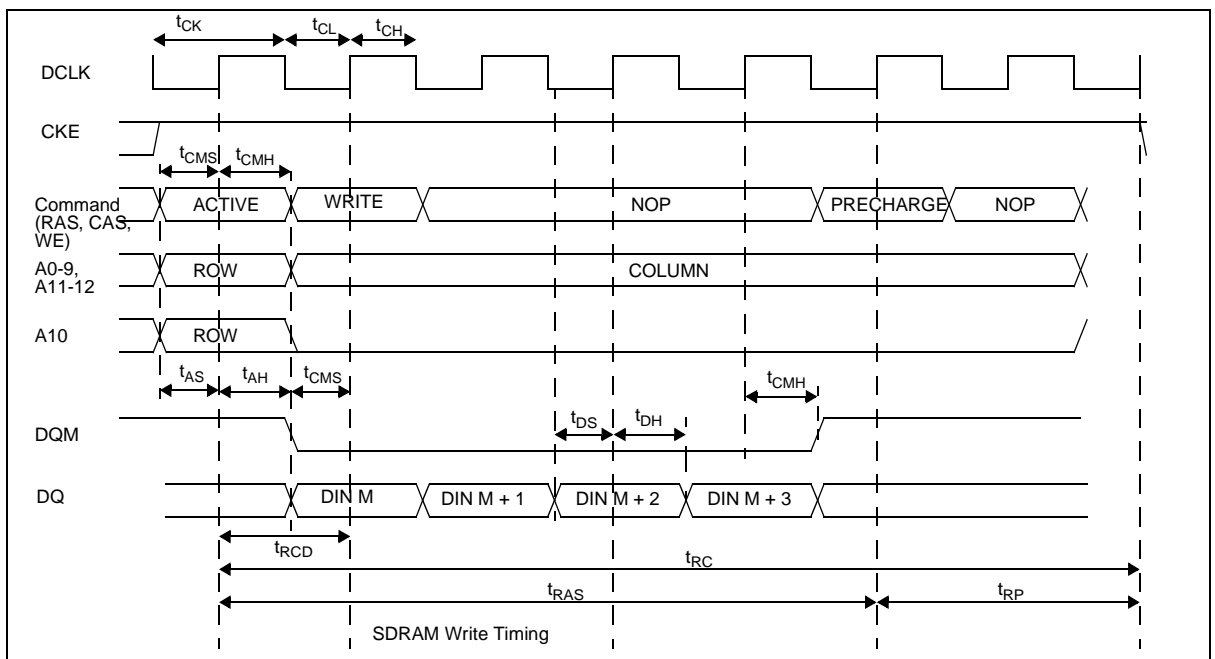 tCK tCL tCH
DCLK
CKE
tCMS tCMH
Command
(RAS, CAS,
WE)
ACTIVE WRITE NOP PRECHARGE NOP
A0-9,
A11-12
ROW COLUMN
A10 ROW
tAS tAH tCMS tCMH
DQM tDS tDH
DQ DIN M DIN M + 1 DIN M + 2 DIN M + 3
tRCD tRC
tRAS tRP
SDRAM Write Timing